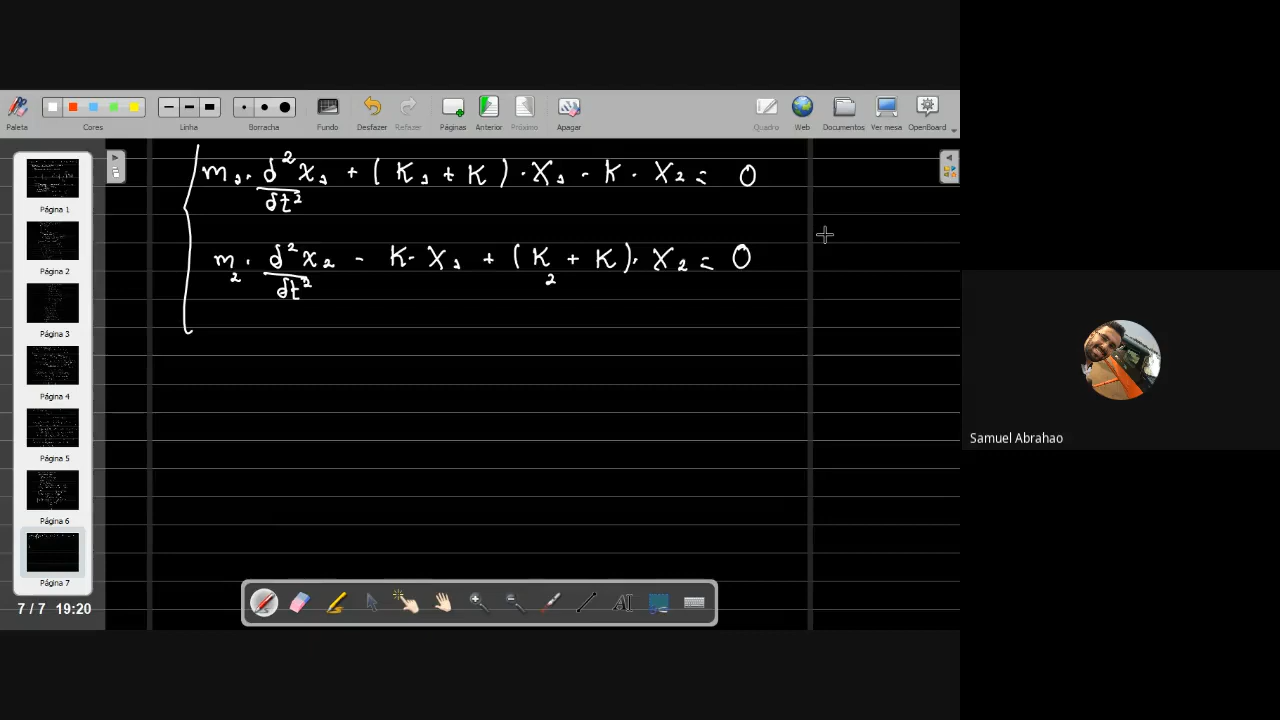 Paleta Cores Linha Borracha Fundo Desfazer Refazer Páginas Anterior Próximo Apagar Quadro Web Documentos Ver mesa OpenBoard
m₁ · d²x₁/dt² + (K₁ + K) · X₁ - K · X₂ = 0
m₂ · d²x₂/dt² - K · X₁ + (K₂ + K) · X₂ = 0
Página 1
Página 2
Página 3
Página 4
Página 5
Página 6
Página 7
7 / 7 19:20
AI
Samuel Abrahao